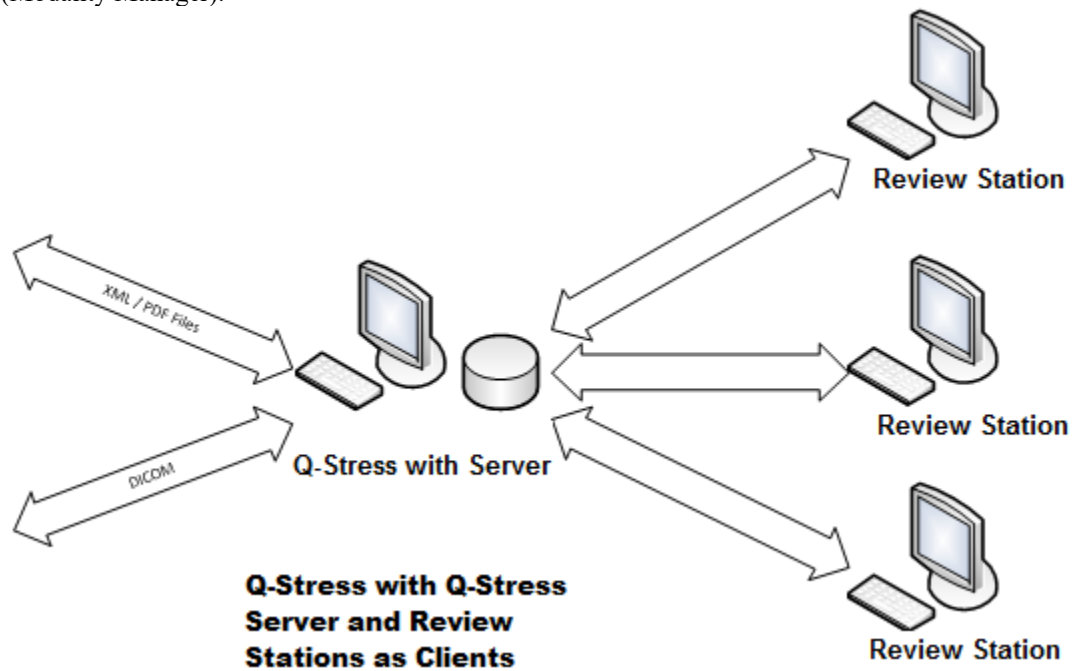 (Modality Manager).
Review Station
XML / PDF Files
Review Station
Q-Stress with Server
DICOM
Q-Stress with Q-Stress
Server and Review
Stations as Clients
Review Station